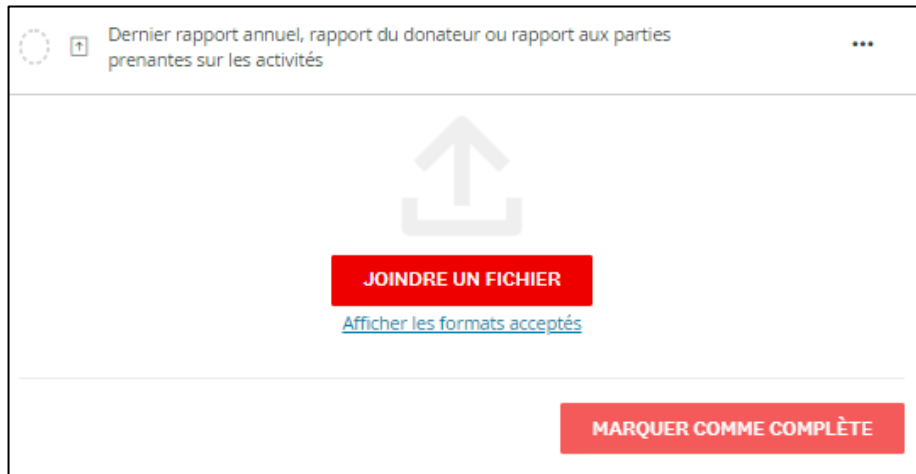 Dernier rapport annuel, rapport du donateur ou rapport aux parties
prenantes sur les activités
JOINDRE UN FICHIER
Afficher les formats acceptés
MARQUER COMME COMPLÈTE